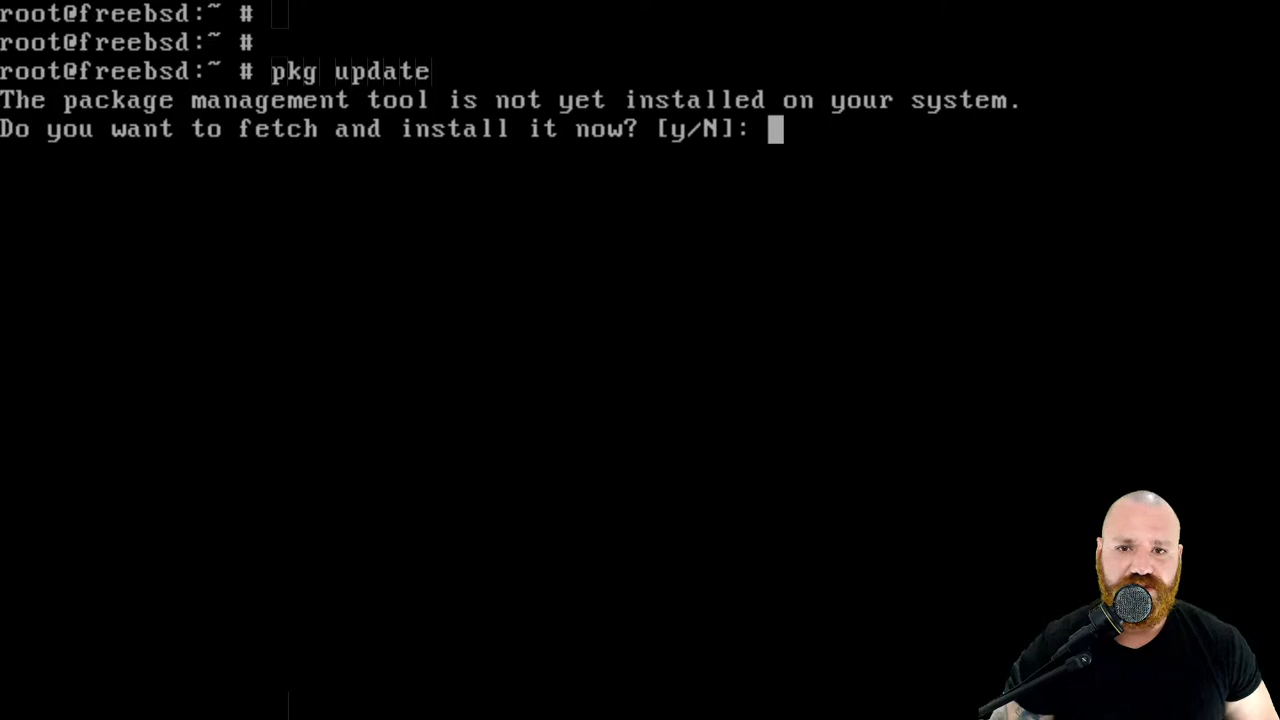 root@freebsd:~ #
root@freebsd:~ #
root@freebsd:~ # pkg update
The package management tool is not yet installed on your system.
Do you want to fetch and install it now? [y/N]: